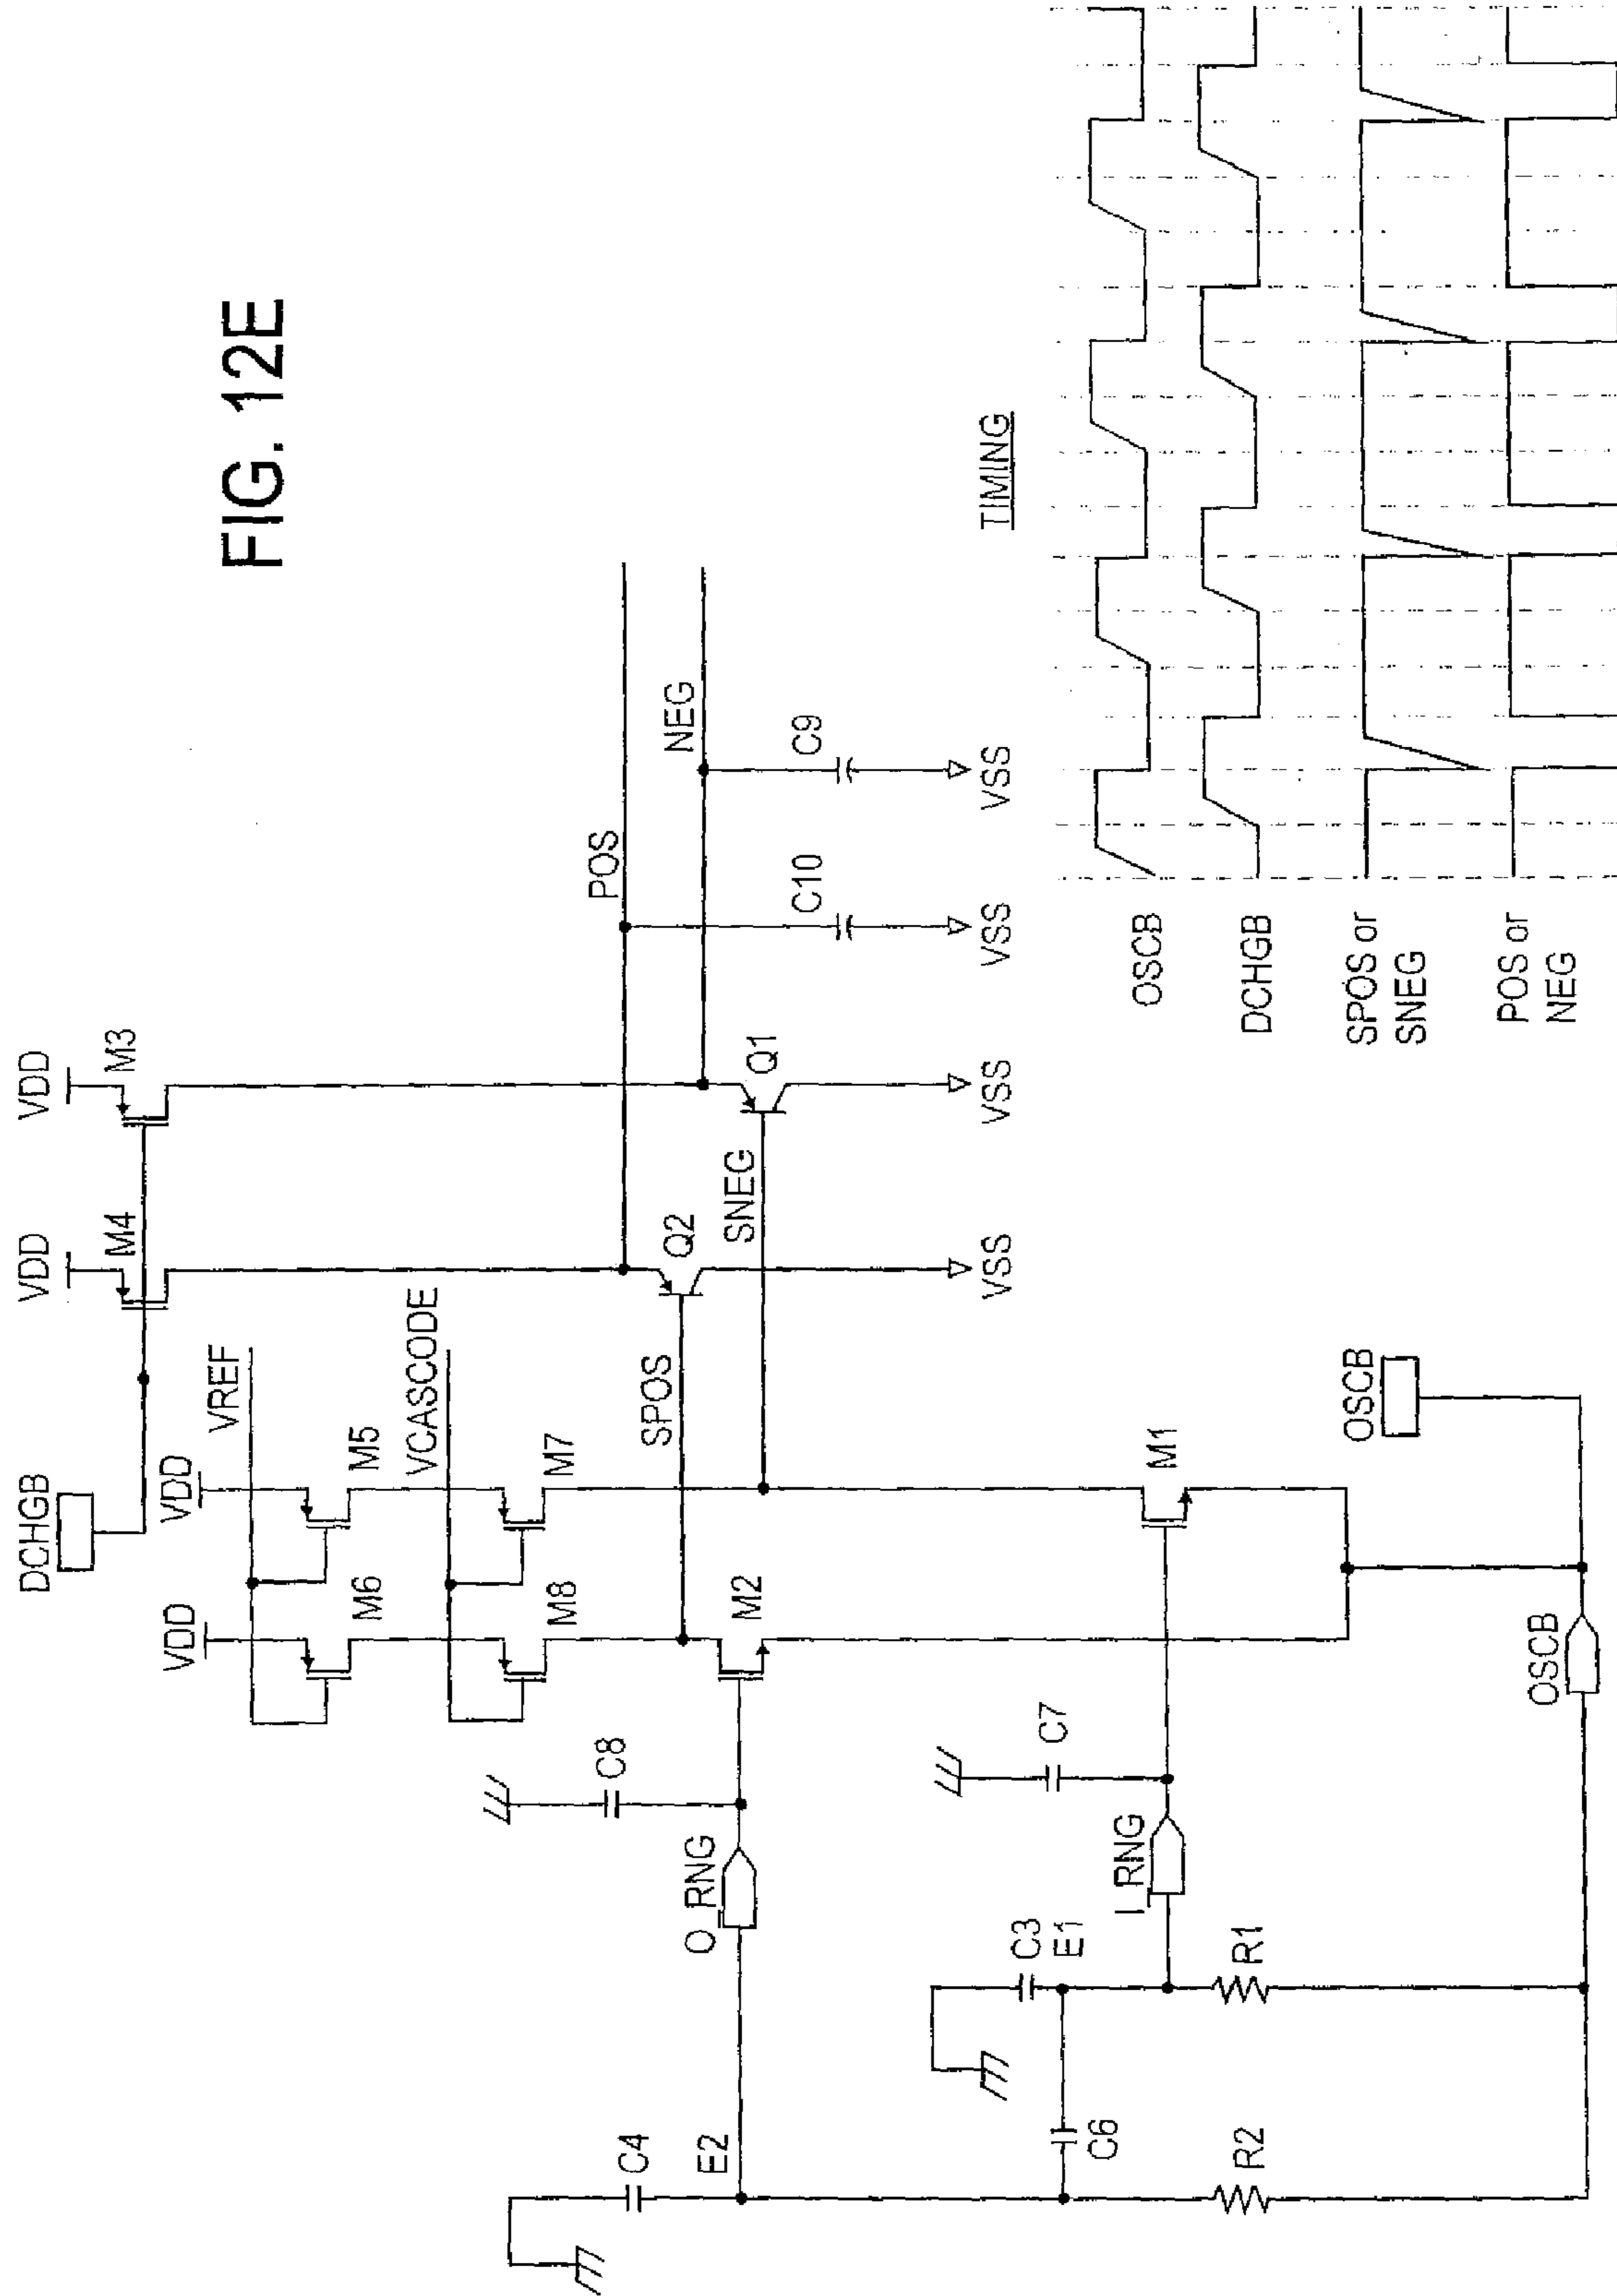 FIG. 12E
DCHGB
VDD
VDD
M4
M3
VREF
VDD
VDD
M6
M5
VCASCODE
M8
M7
SPOS
SNEG
Q2
Q1
POS
NEG
C10
C9
VSS
VSS
VSS
VSS
M2
M1
C8
C7
O_RNG
I_RNG
C4
E2
C3
E1
C6
R2
R1
OSCB
OSCB
TIMING
OSCB
DCHGB
SPOS or
SNEG
POS or
NEG